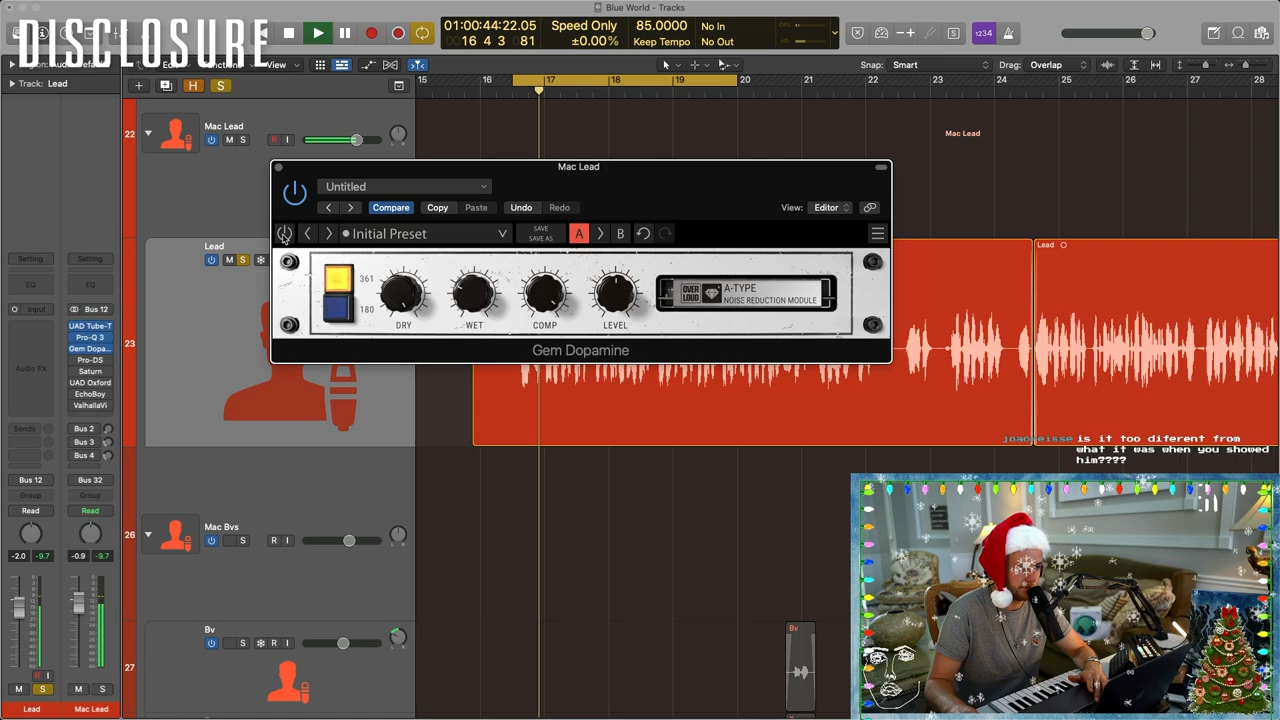 Blue World - Tracks
DISCLOSURE
01:00:44:22.05
16 4 3 81
Speed Only
±0.00%
85.0000
Keep Tempo
No In
No Out
CPU
HD
1234
View
Snap: Smart
Drag: Overlap
Track: Lead
H
S
15 16 17 18 19 20 21 22 23 24 25 26 27 28
22
Mac Lead
M S
R I
Mac Lead
Mac Lead
Untitled
Compare
Copy
Paste
Undo
Redo
View: Editor
Initial Preset
SAVE
SAVE AS
A
B
361
180
DRY
WET
COMP
LEVEL
OVER
LOUD
A-TYPE
NOISE REDUCTION MODULE
Gem Dopamine
Lead
M S
23
Lead
Setting
Setting
EQ
EQ
Input
Bus 12
Audio FX
UAD Tube-T
Pro-Q 3
Gem Dopa...
Pro-DS
Saturn
UAD Oxford
EchoBoy
ValhallaVi
Sends
Bus 2
Bus 3
Bus 4
Bus 12
Bus 32
Group
Group
Read
Read
-2.0 -9.7
-0.9 -9.7
R I
M S
M S
Lead
Mac Lead
26
Mac Bvs
S
R I
27
Bv
S
R I
Bv
is it too diferent from
what it was when you showed
him????